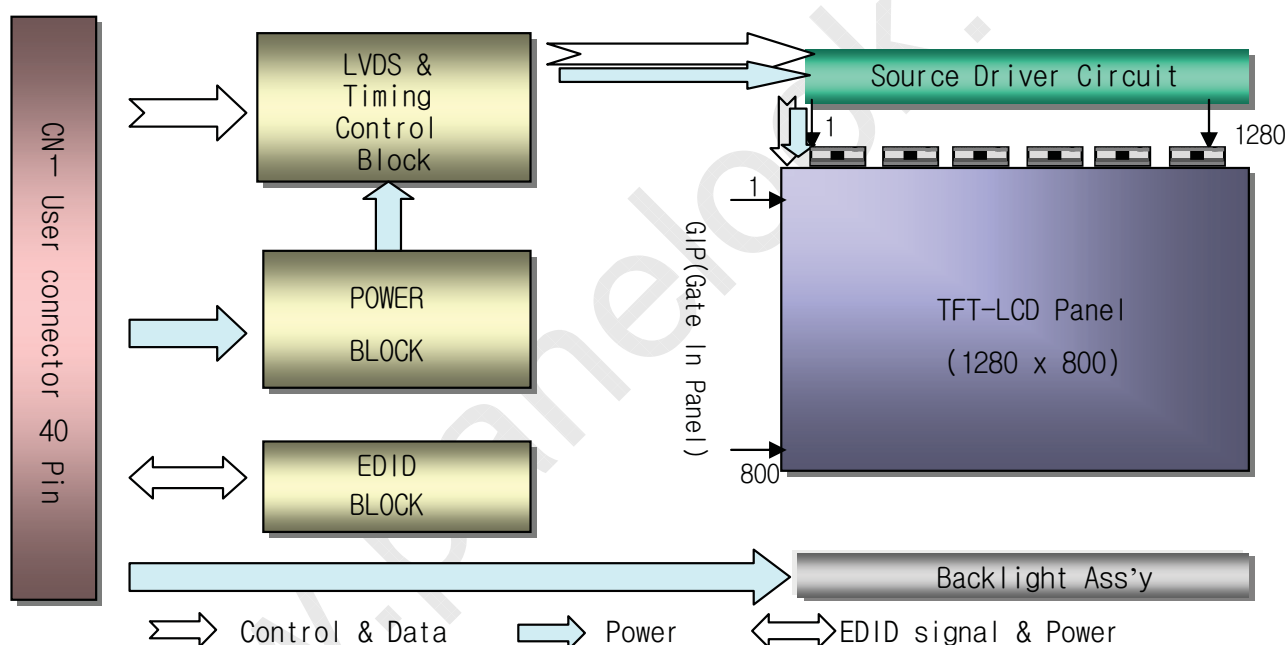 CN1- User connector 40 Pin
LVDS &
Timing
Control
Block
POWER
BLOCK
EDID
BLOCK
Source Driver Circuit
1
1280
1
GIP(Gate In Panel)
800
TFT-LCD Panel
(1280 x 800)
Backlight Ass’y
Control & Data
Power
EDID signal & Power